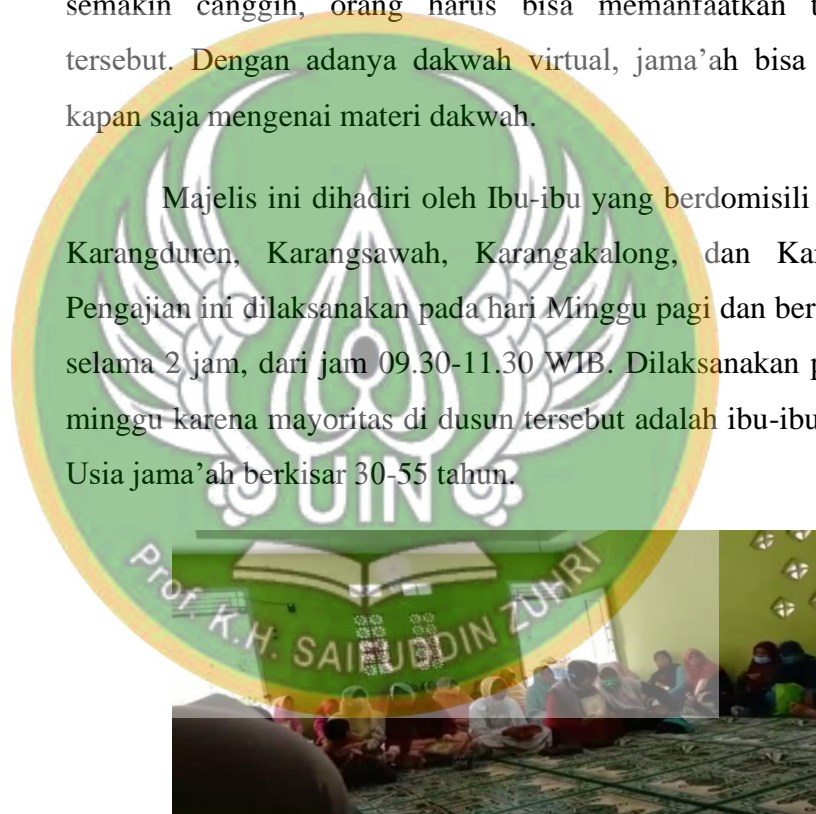 semakin canggih, orang harus bisa memanfaatkan
tersebut. Dengan adanya dakwah virtual, jama’ah bisa
kapan saja mengenai materi dakwah.
Majelis ini dihadiri oleh Ibu-ibu yang berdomisili
Karangduren, Karangsawah, Karangakalong, dan
Pengajian ini dilaksanakan pada hari Minggu pagi dan
selama 2 jam, dari jam 09.30-11.30 WIB. Dilaksanakan
minggu karena mayoritas di dusun tersebut adalah ibu-ibu
Usia jama’ah berkisar 30-55 tahun.
UIN
Prof. K.H. SAIFUDDIN ZUHRI